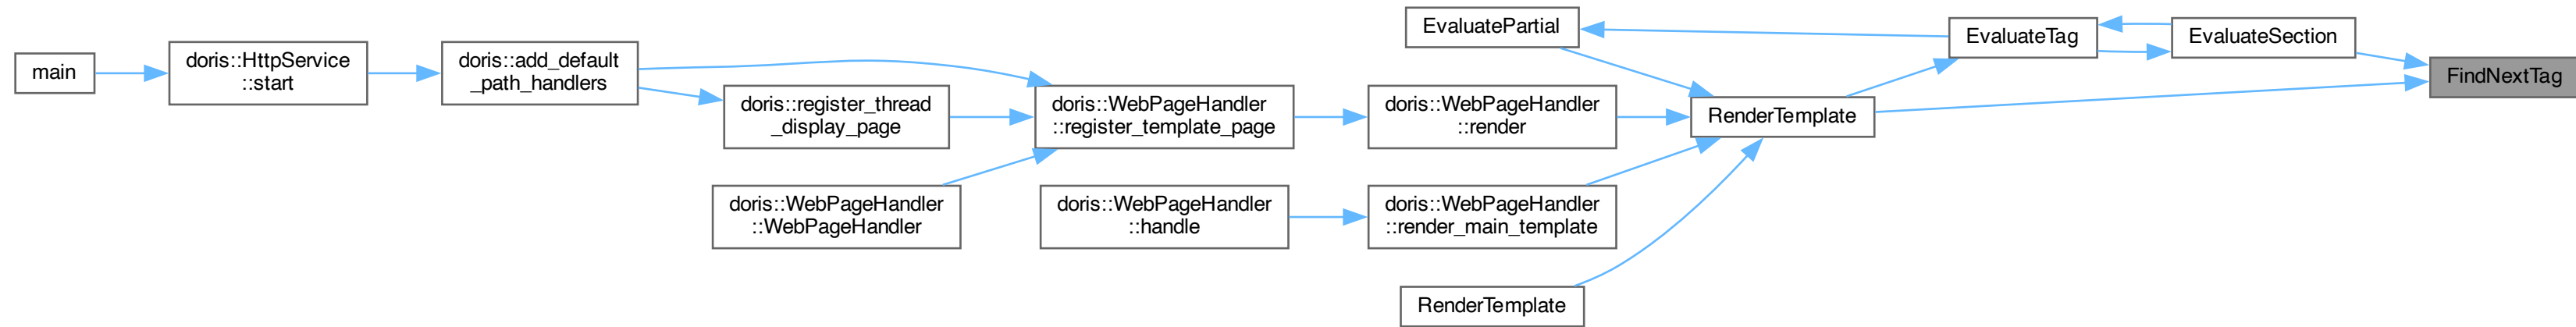 main
doris::HttpService
::start
doris::add_default
_path_handlers
doris::register_thread
_display_page
doris::WebPageHandler
::WebPageHandler
doris::WebPageHandler
::register_template_page
doris::WebPageHandler
::handle
doris::WebPageHandler
::render
doris::WebPageHandler
::render_main_template
EvaluatePartial
RenderTemplate
RenderTemplate
EvaluateTag
EvaluateSection
FindNextTag